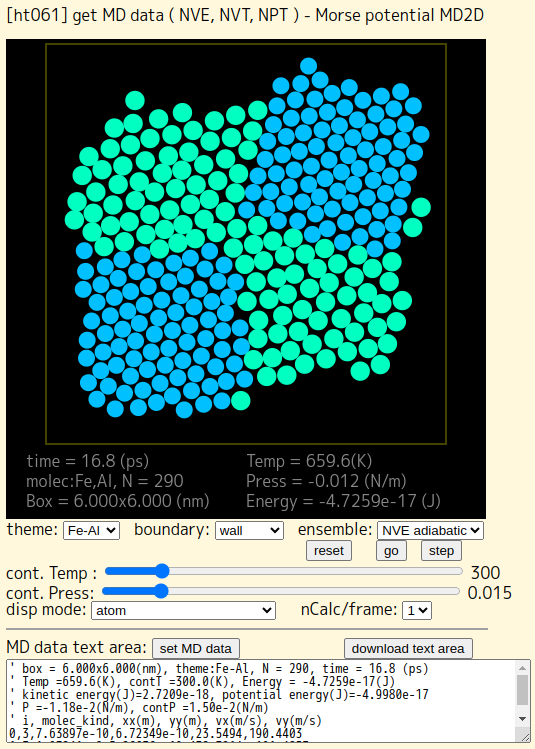 [ht061] get MD data ( NVE, NVT, NPT ) - Morse potential MD2D
time = 16.8 (ps) Temp = 659.6(K)
molec:Fe,Al, N = 290 Press = -0.012 (N/m)
Box = 6.000x6.000 (nm) Energy = -4.7259e-17 (J)
theme: Fe-Al boundary: wall ensemble: NVE adiabatic
reset go step
cont. Temp : 300
cont. Press: 0.015
disp mode: atom nCalc/frame: 1
MD data text area: set MD data download text area
' box = 6.000x6.000(nm), theme:Fe-Al, N = 290, time = 16.8 (ps)
' Temp =659.6(K), contT =300.0(K), Energy = -4.7259e-17(J)
' kinetic energy(J)=2.7209e-18, potential energy(J)=-4.9980e-17
' P =-1.18e-2(N/m), contP =1.50e-2(N/m)
' i, molec_kind, xx(m), yy(m), vx(m/s), vy(m/s)
0,3,7.63897e-10,6.72349e-10,23.5494,190.4403